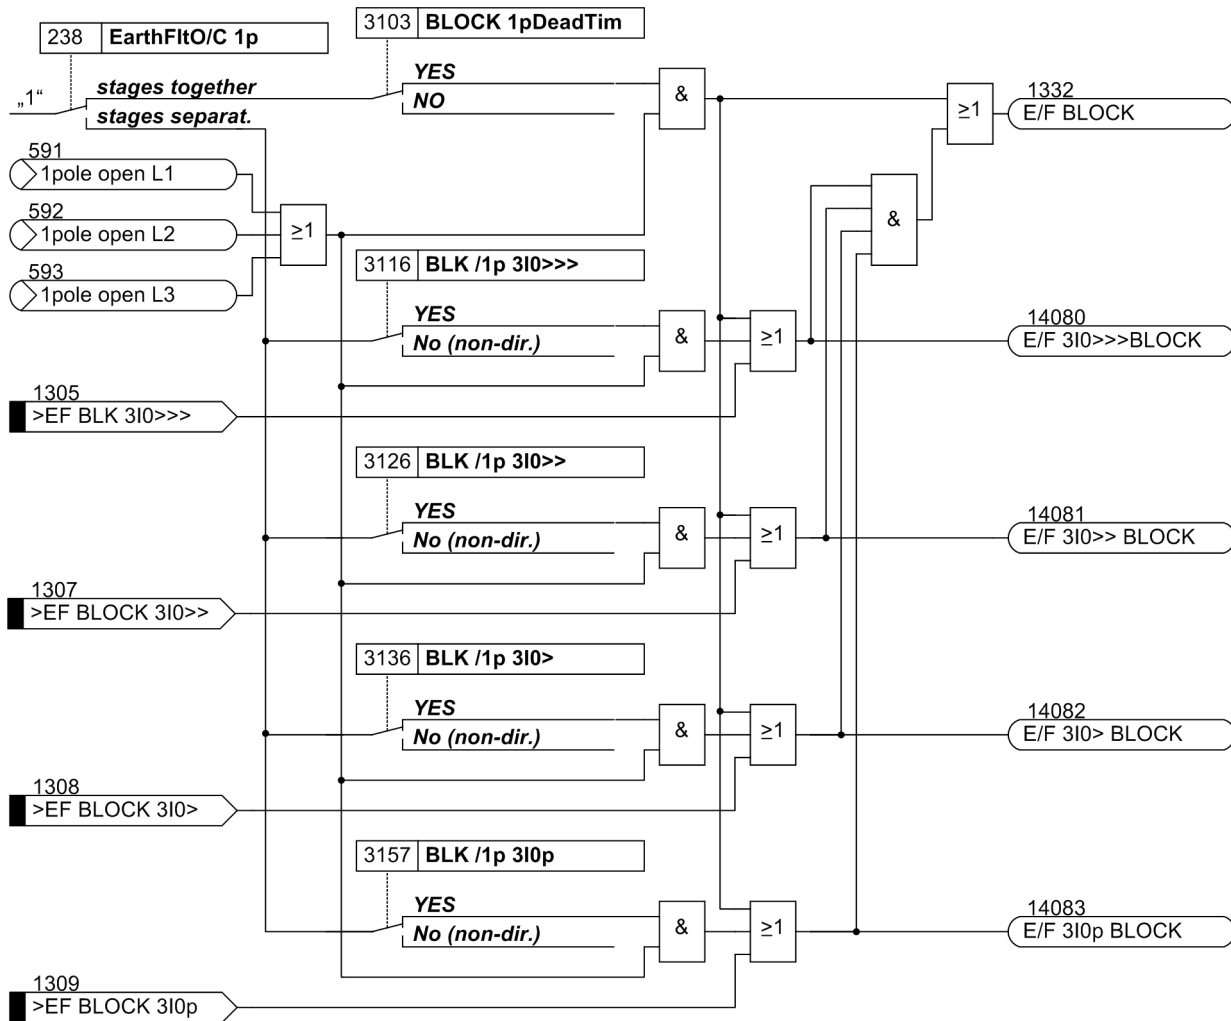 238 EarthFltO/C 1p
3103 BLOCK 1pDeadTim
„1“
stages together
stages separat.
YES
NO
&
≥1
1332
E/F BLOCK
591
1pole open L1
592
1pole open L2
593
1pole open L3
≥1
&
3116 BLK /1p 3I0>>>
YES
No (non-dir.)
&
≥1
14080
E/F 3I0>>>BLOCK
1305
>EF BLK 3I0>>>
3126 BLK /1p 3I0>>
YES
No (non-dir.)
&
≥1
14081
E/F 3I0>> BLOCK
1307
>EF BLOCK 3I0>>
3136 BLK /1p 3I0>
YES
No (non-dir.)
&
≥1
14082
E/F 3I0> BLOCK
1308
>EF BLOCK 3I0>
3157 BLK /1p 3I0p
YES
No (non-dir.)
&
≥1
14083
E/F 3I0p BLOCK
1309
>EF BLOCK 3I0p